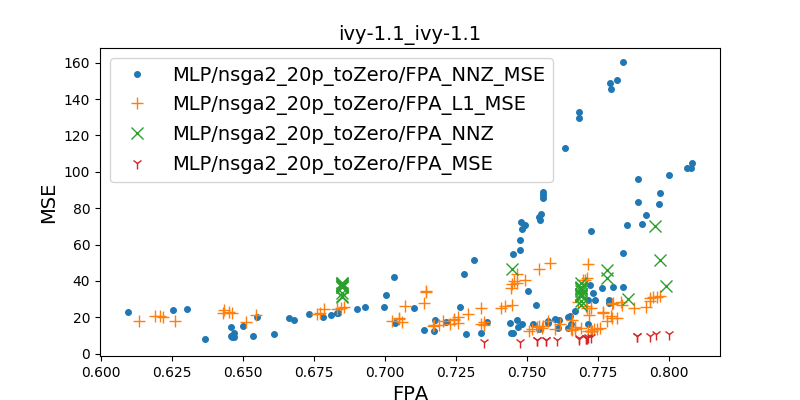 ivy-1.1_ivy-1.1
MLP/nsga2_20p_toZero/FPA_NNZ_MSE
MLP/nsga2_20p_toZero/FPA_L1_MSE
MLP/nsga2_20p_toZero/FPA_NNZ
MLP/nsga2_20p_toZero/FPA_MSE
MSE
160
140
120
100
80
60
40
20
0
0.600 0.625 0.650 0.675 0.700 0.725 0.750 0.775 0.800
FPA